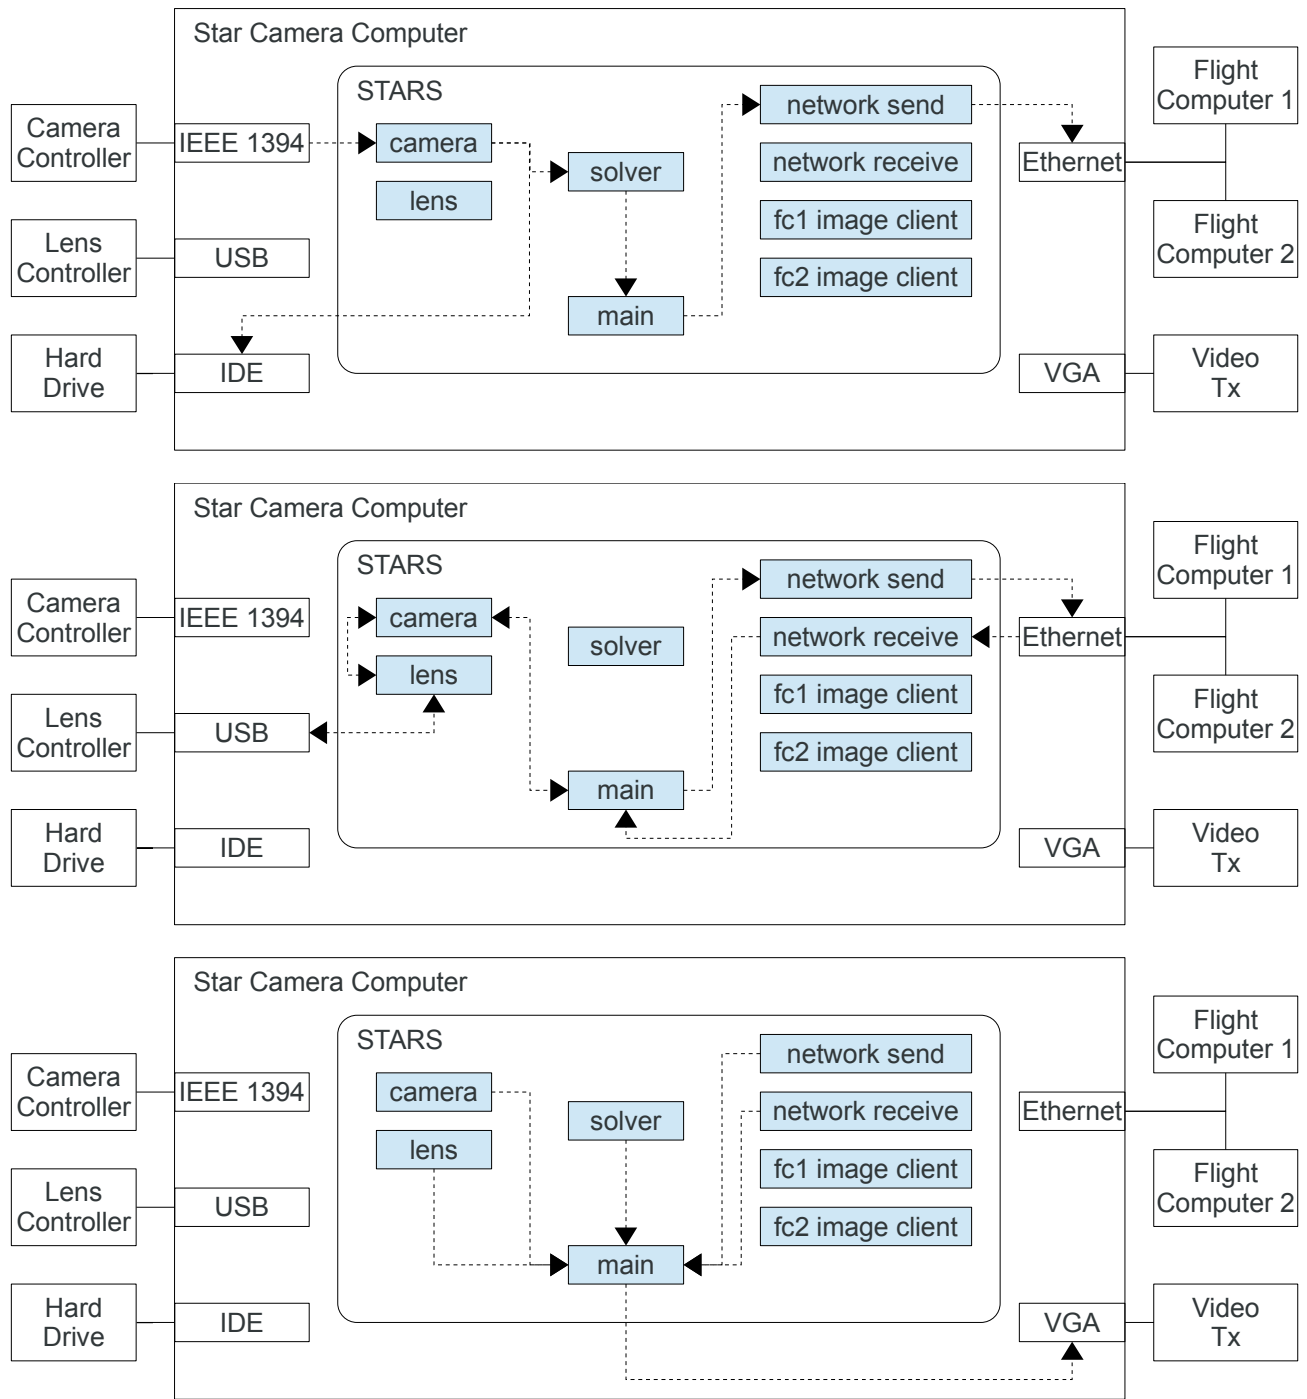 Star Camera Computer
STARS
Camera
Controller
IEEE 1394
camera
lens
solver
main
network send
network receive
fc1 image client
fc2 image client
Ethernet
Flight
Computer 1
Flight
Computer 2
Lens
Controller
USB
Hard
Drive
IDE
VGA
Video
Tx
Star Camera Computer
STARS
Camera
Controller
IEEE 1394
camera
lens
solver
main
network send
network receive
fc1 image client
fc2 image client
Ethernet
Flight
Computer 1
Flight
Computer 2
Lens
Controller
USB
Hard
Drive
IDE
VGA
Video
Tx
Star Camera Computer
STARS
Camera
Controller
IEEE 1394
camera
lens
solver
main
network send
network receive
fc1 image client
fc2 image client
Ethernet
Flight
Computer 1
Flight
Computer 2
Lens
Controller
USB
Hard
Drive
IDE
VGA
Video
Tx